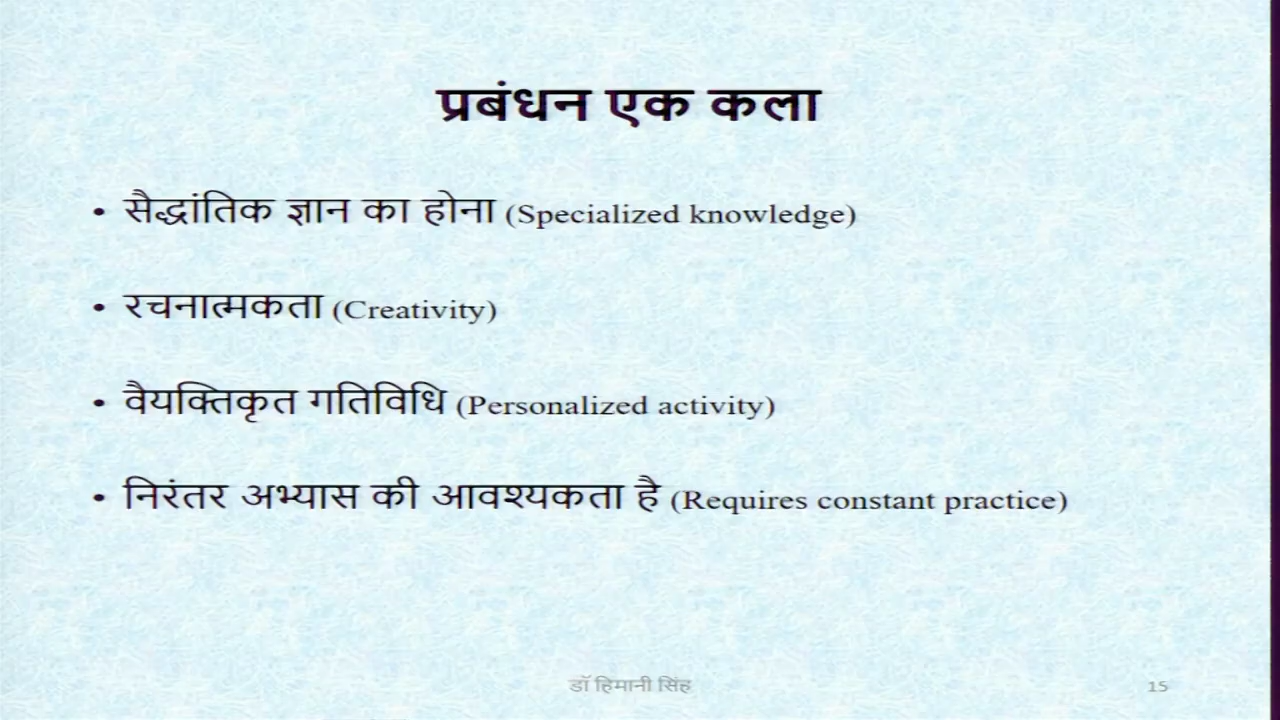 प्रबंधन एक कला
• सैद्धांतिक ज्ञान का होना (Specialized knowledge)
• रचनात्मकता (Creativity)
• वैयक्तिकृत गतिविधि (Personalized activity)
• निरंतर अभ्यास की आवश्यकता है (Requires constant practice)
डॉ हिमानी सिंह
15